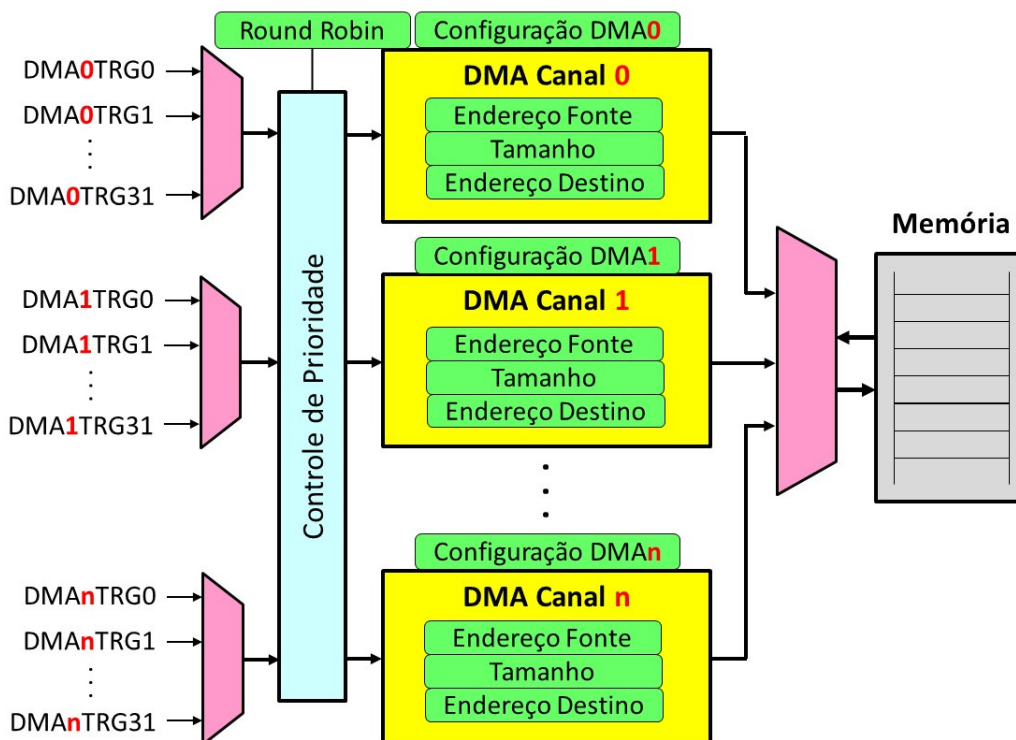 Round Robin
Configuração DMA0
DMA0TRG0
DMA0TRG1
DMA0TRG31
DMA Canal 0
Endereço Fonte
Tamanho
Endereço Destino
Controle de Prioridade
Memória
Configuração DMA1
DMA1TRG0
DMA1TRG1
DMA1TRG31
DMA Canal 1
Endereço Fonte
Tamanho
Endereço Destino
Configuração DMAn
DMAnTRG0
DMAnTRG1
DMAnTRG31
DMA Canal n
Endereço Fonte
Tamanho
Endereço Destino